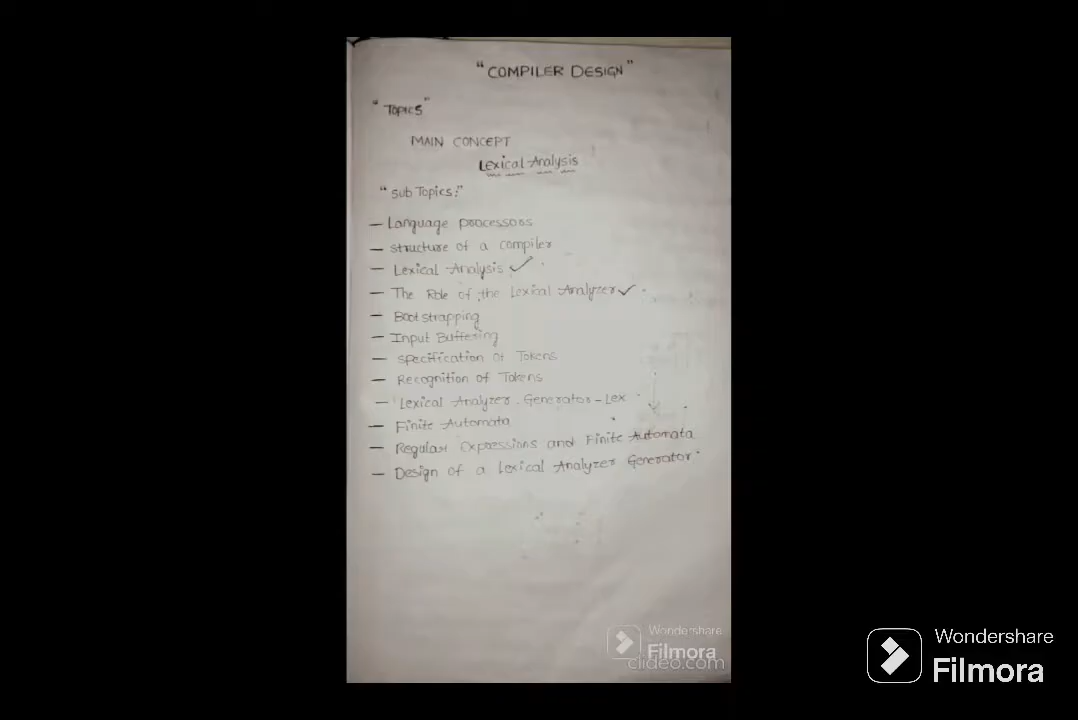 "COMPILER DESIGN"
"TOPICS"
MAIN CONCEPT
Lexical Analysis
"Sub Topics:"
- Language processors
- Structure of a compiler
- Lexical Analysis ✓
- The Role of the Lexical Analyzer ✓
- Bootstrapping
- Input Buffering
- Specification of Tokens
- Recognition of Tokens
- Lexical Analyzer Generator - Lex
- Finite Automata
- Regular Expressions and Finite Automata
- Design of a Lexical Analyzer Generator
Wondershare
Filmora
clideo.com
Wondershare
Filmora